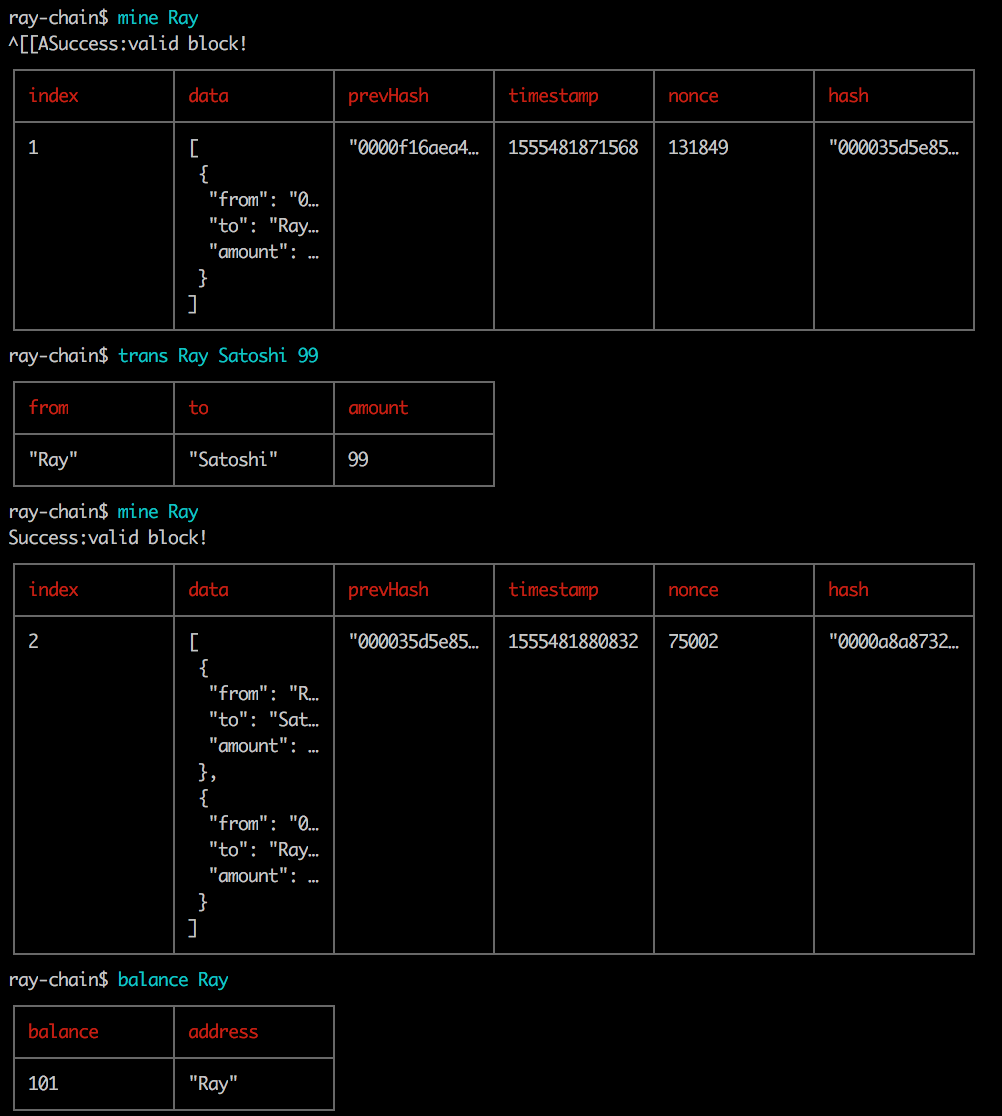 ray-chain$ mine Ray
^[[ASuccess:valid block!
index data prevHash timestamp nonce hash
1 [ "0000f16aea4… 1555481871568 131849 "000035d5e85…
{
"from": "0…
"to": "Ray…
"amount": …
}
]
ray-chain$ trans Ray Satoshi 99
from to amount
"Ray" "Satoshi" 99
ray-chain$ mine Ray
Success:valid block!
index data prevHash timestamp nonce hash
2 [ "000035d5e85… 1555481880832 75002 "0000a8a8732…
{
"from": "R…
"to": "Sat…
"amount": …
},
{
"from": "0…
"to": "Ray…
"amount": …
}
]
ray-chain$ balance Ray
balance address
101 "Ray"